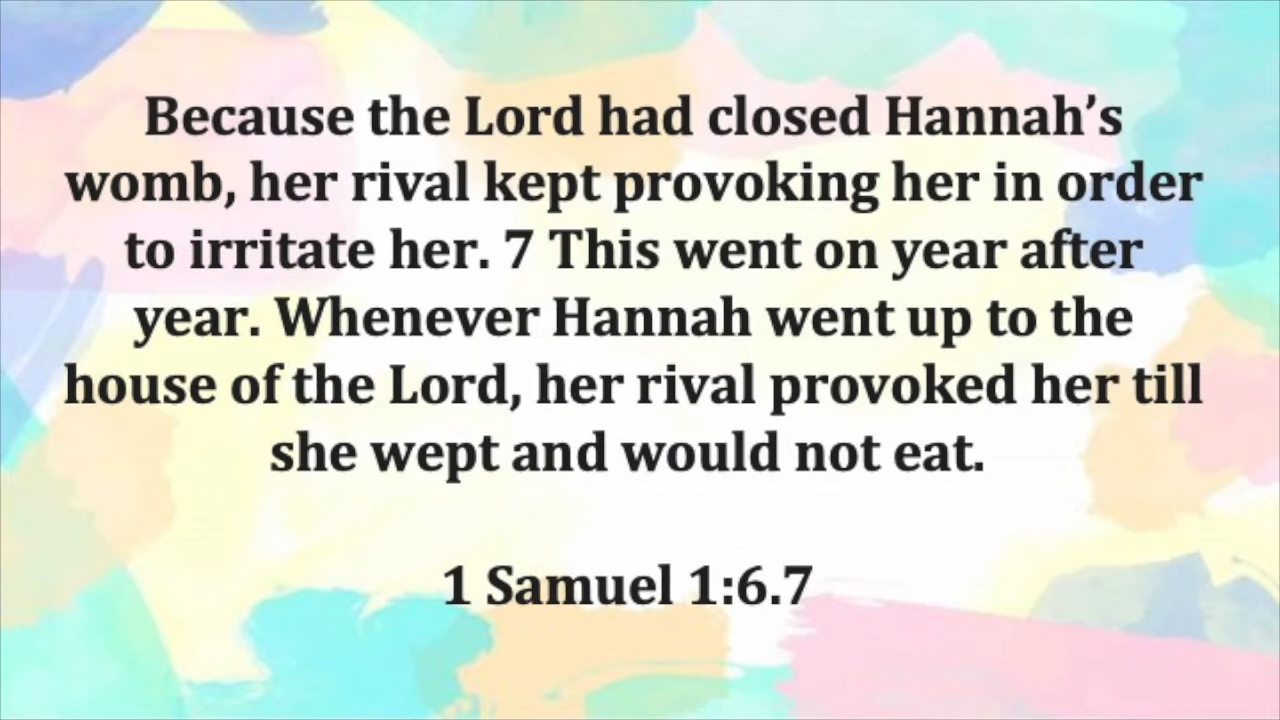 Because the Lord had closed Hannah’s
womb, her rival kept provoking her in order
to irritate her. 7 This went on year after
year. Whenever Hannah went up to the
house of the Lord, her rival provoked her till
she wept and would not eat.
1 Samuel 1:6.7